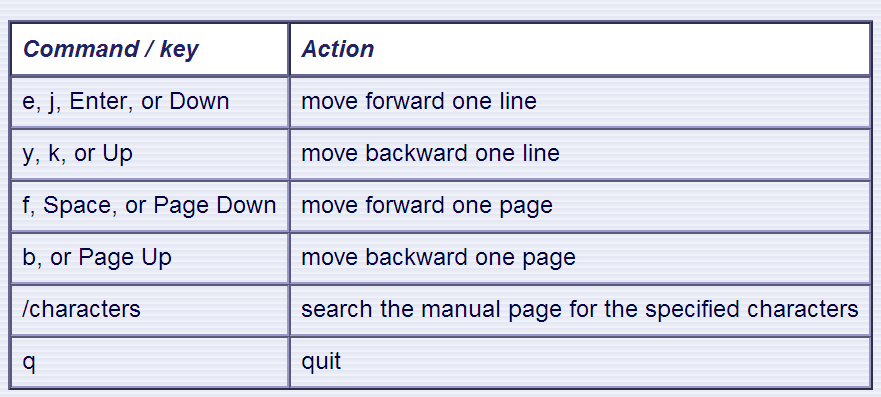 Command / key Action
e, j, Enter, or Down move forward one line
y, k, or Up move backward one line
f, Space, or Page Down move forward one page
b, or Page Up move backward one page
/characters search the manual page for the specified characters
q quit